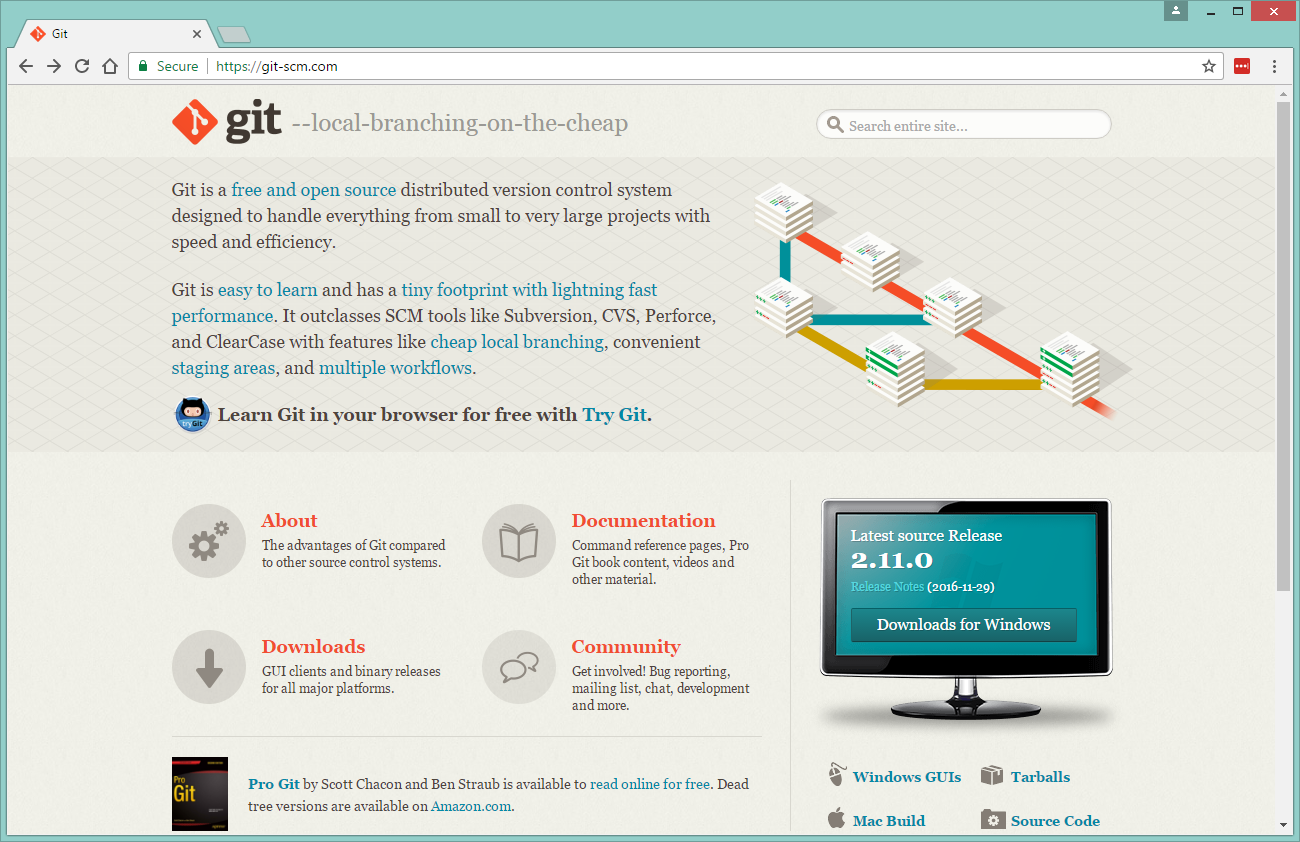 Git
Secure
https://git-scm.com
git --local-branching-on-the-cheap
Search entire site...
Git is a free and open source distributed version control system
designed to handle everything from small to very large projects with
speed and efficiency.
Git is easy to learn and has a tiny footprint with lightning fast
performance. It outclasses SCM tools like Subversion, CVS, Perforce,
and ClearCase with features like cheap local branching, convenient
staging areas, and multiple workflows.
tryGit
Learn Git in your browser for free with Try Git.
About
The advantages of Git compared
to other source control systems.
Documentation
Command reference pages, Pro
Git book content, videos and
other material.
Downloads
GUI clients and binary releases
for all major platforms.
Community
Get involved! Bug reporting,
mailing list, chat, development
and more.
Pro
Git
Pro Git by Scott Chacon and Ben Straub is available to read online for free. Dead
tree versions are available on Amazon.com.
Latest source Release
2.11.0
Release Notes (2016-11-29)
Downloads for Windows
Windows GUIs
Tarballs
Mac Build
Source Code